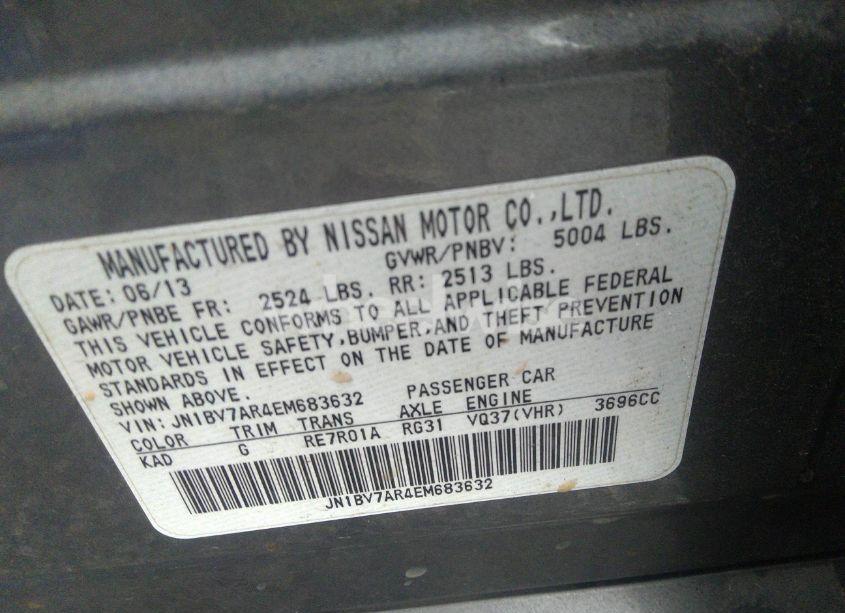 MANUFACTURED BY NISSAN MOTOR CO.,LTD.
DATE: 06/13 GVWR/PNBV: 5004 LBS.
GAWR/PNBE FR: 2524 LBS. RR: 2513 LBS.
THIS VEHICLE CONFORMS TO ALL APPLICABLE FEDERAL
MOTOR VEHICLE SAFETY,BUMPER,AND THEFT PREVENTION
STANDARDS IN EFFECT ON THE DATE OF MANUFACTURE
SHOWN ABOVE.
VIN: JN1BV7AR4EM683632 PASSENGER CAR
COLOR TRIM TRANS AXLE ENGINE
KAD G RE7R01A RG31 VQ37(VHR) 3696CC
JN1BV7AR4EM683632